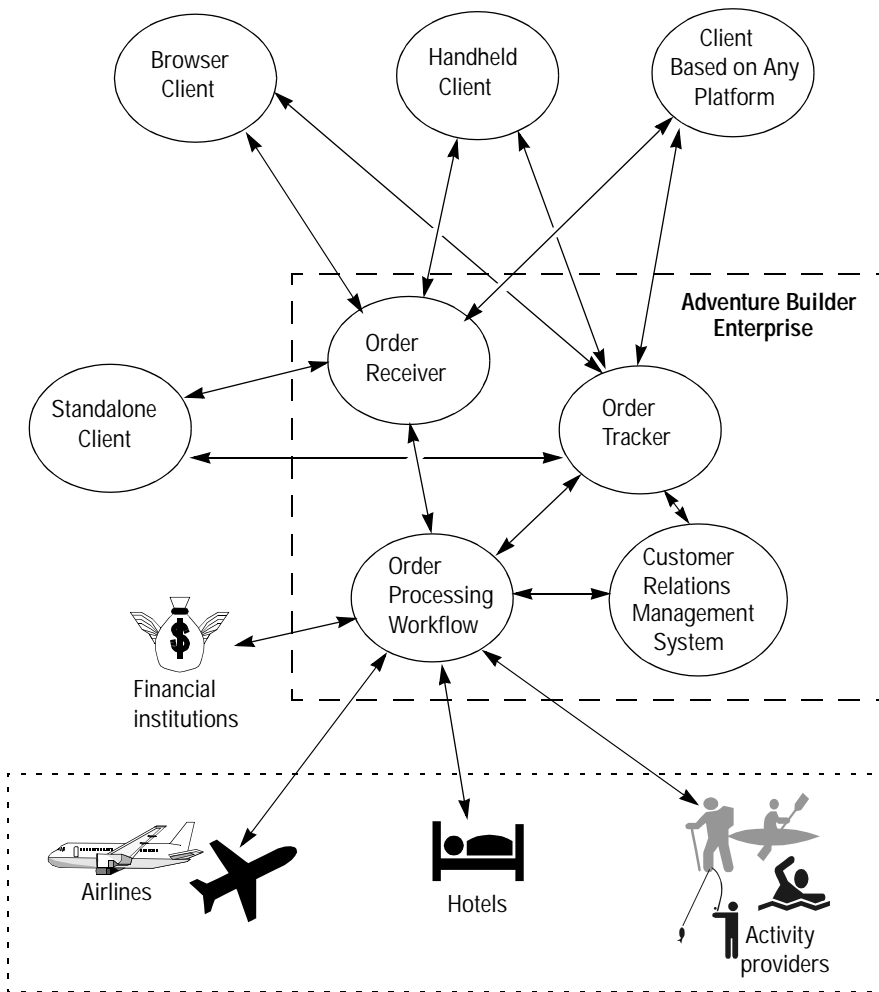 Browser
Client
Handheld
Client
Client
Based on Any
Platform
Adventure Builder
Enterprise
Order
Receiver
Standalone
Client
Order
Tracker
Order
Processing
Workflow
Customer
Relations
Management
System
$
Financial
institutions
Airlines
Hotels
Activity
providers